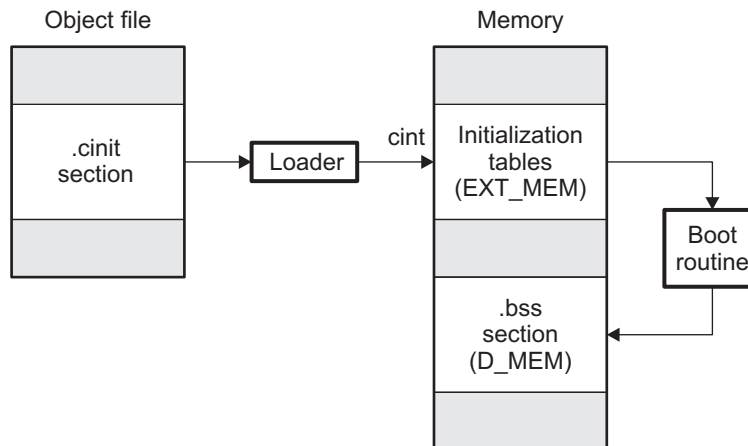 Object file
Memory
.cinit
section
Loader
cint
Initialization
tables
(EXT_MEM)
Boot
routine
.bss
section
(D_MEM)